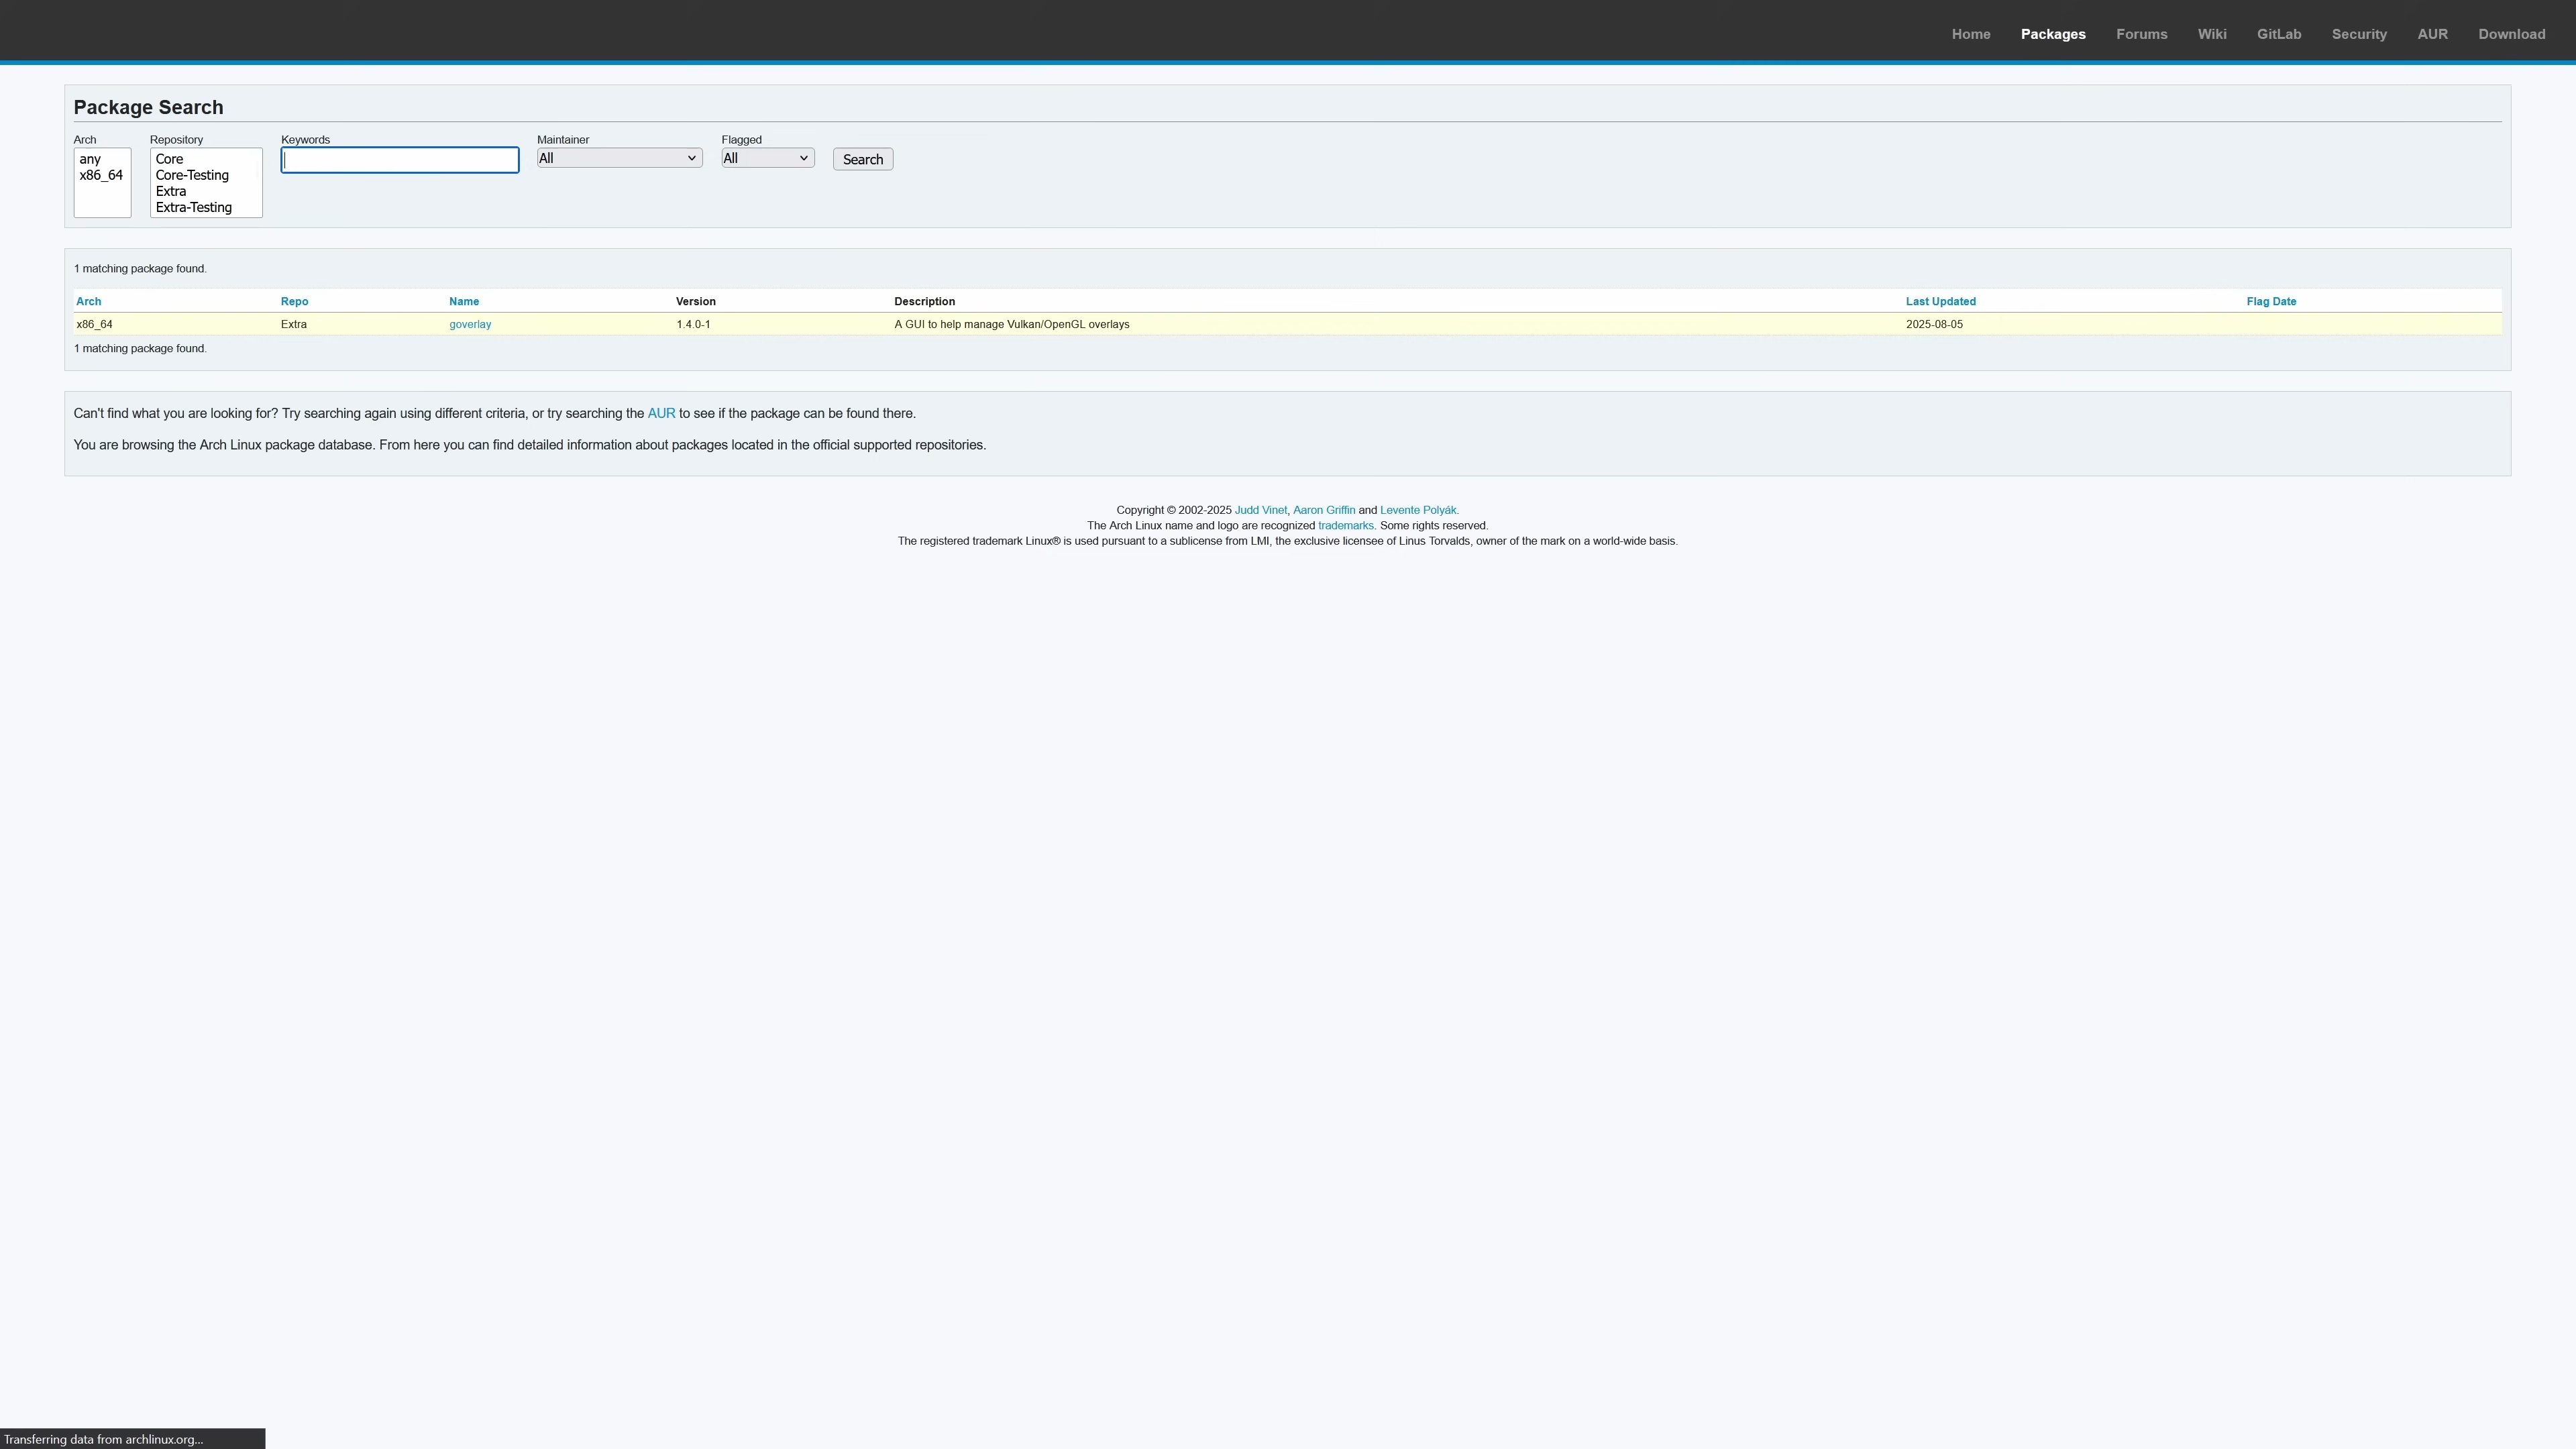 Home Packages Forums Wiki GitLab Security AUR Download
Package Search
Arch Repository Keywords Maintainer Flagged
any
x86_64
Core
Core-Testing
Extra
Extra-Testing
All
All
Search
1 matching package found.
Arch Repo Name Version Description Last Updated Flag Date
x86_64 Extra goverlay 1.4.0-1 A GUI to help manage Vulkan/OpenGL overlays 2025-08-05
1 matching package found.
Can't find what you are looking for? Try searching again using different criteria, or try searching the AUR to see if the package can be found there.
You are browsing the Arch Linux package database. From here you can find detailed information about packages located in the official supported repositories.
Copyright © 2002-2025 Judd Vinet, Aaron Griffin and Levente Polyák.
The Arch Linux name and logo are recognized trademarks. Some rights reserved.
The registered trademark Linux® is used pursuant to a sublicense from LMI, the exclusive licensee of Linus Torvalds, owner of the mark on a world-wide basis.
Transferring data from archlinux.org...